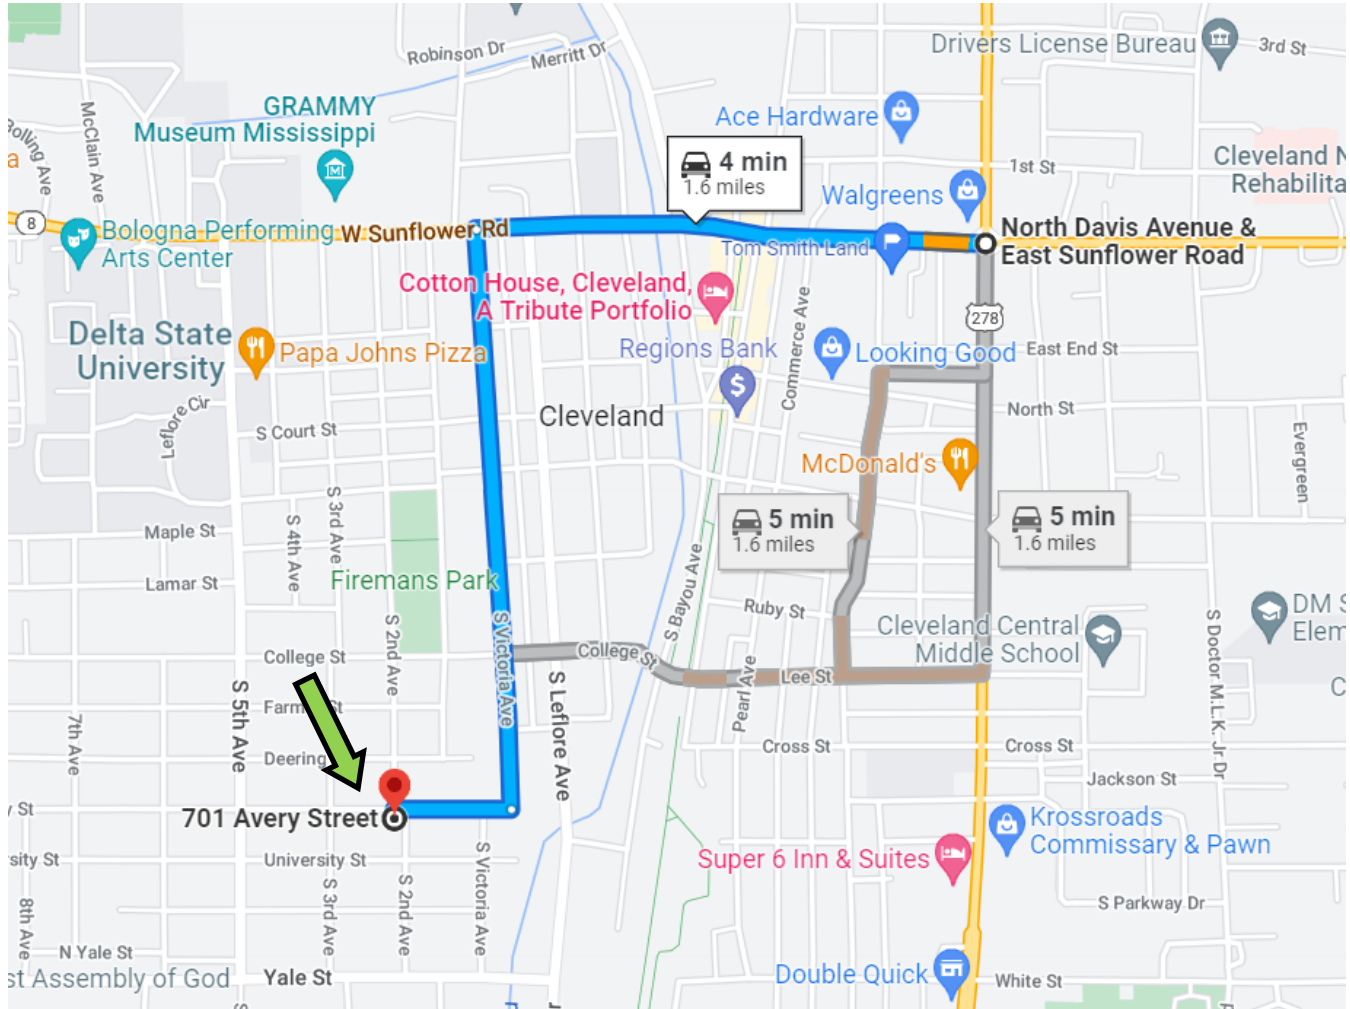 Robinson Dr
Merritt Dr
Drivers License Bureau
3rd St
McClain Ave
Bolling Ave
a
GRAMMY
Museum Mississippi
Ace Hardware
4 min
1.6 miles
1st St
Cleveland N
Rehabilita
Walgreens
8
Bologna Performing
Arts Center
W Sunflower Rd
Tom Smith Land
North Davis Avenue &
East Sunflower Road
Cotton House, Cleveland,
A Tribute Portfolio
278
Delta State
University
Papa Johns Pizza
Regions Bank
$
Commerce Ave
Looking Good
East End St
Leflore Cir
S Court St
Cleveland
North St
Evergreen
McDonald's
S 3rd Ave
S 4th Ave
Maple St
5 min
1.6 miles
5 min
1.6 miles
Lamar St
Firemans Park
S Bayou Ave
Ruby St
Cleveland Central
Middle School
DM S
Elem
S Doctor M.L.K. Jr Dr
S 2nd Ave
S Victoria Ave
College St
College St
Lee St
Pearl Ave
C
S 5th Ave
S Leflore Ave
7th Ave
Cross St
Cross St
Deering
Jackson St
y St
701 Avery Street
Krossroads
Commissary & Pawn
rsity St
University St
S Victoria Ave
Super 6 Inn & Suites
8th Ave
S 3rd Ave
S 2nd Ave
S Parkway Dr
N Yale St
st Assembly of God
Yale St
Double Quick
White St